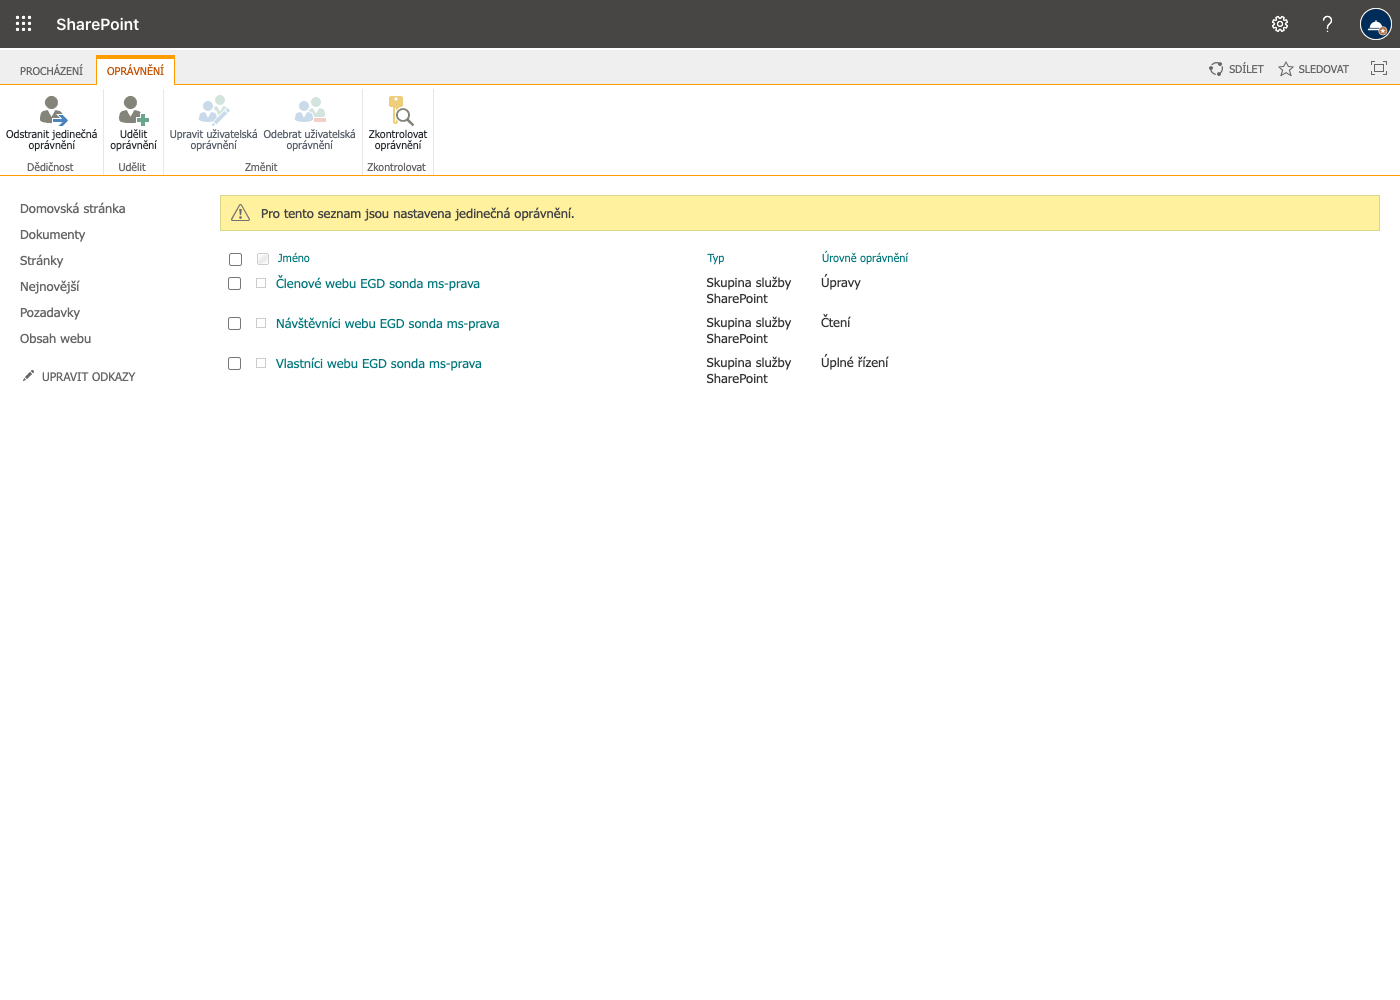 SharePoint
PROCHÁZENÍ
OPRÁVNĚNÍ
SDÍLET
SLEDOVAT
Odstranit jedinečná
oprávnění
Dědičnost
Udělit
oprávnění
Udělit
Upravit uživatelská
oprávnění
Odebrat uživatelská
oprávnění
Změnit
Zkontrolovat
oprávnění
Zkontrolovat
Domovská stránka
Dokumenty
Stránky
Nejnovější
Pozadavky
Obsah webu
UPRAVIT ODKAZY
Pro tento seznam jsou nastavena jedinečná oprávnění.
Jméno Typ Úrovně oprávnění
Členové webu EGD sonda ms-prava Skupina služby Úpravy
SharePoint
Návštěvníci webu EGD sonda ms-prava Skupina služby Čtení
SharePoint
Vlastníci webu EGD sonda ms-prava Skupina služby Úplné řízení
SharePoint